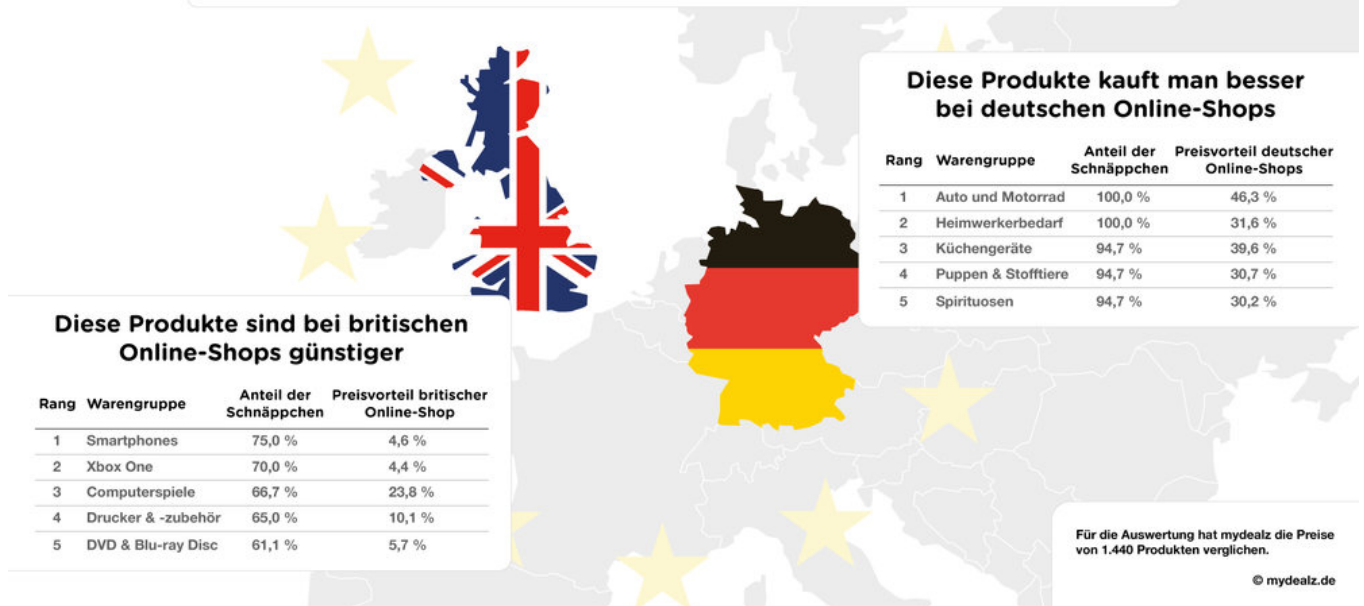 Diese Produkte kauft man besser
bei deutschen Online-Shops
Rang Warengruppe Anteil der Schnäppchen Preisvorteil deutscher Online-Shops
1 Auto und Motorrad 100,0 % 46,3 %
2 Heimwerkerbedarf 100,0 % 31,6 %
3 Küchengeräte 94,7 % 39,6 %
4 Puppen & Stofftiere 94,7 % 30,7 %
5 Spirituosen 94,7 % 30,2 %
Diese Produkte sind bei britischen
Online-Shops günstiger
Rang Warengruppe Anteil der Schnäppchen Preisvorteil britischer Online-Shop
1 Smartphones 75,0 % 4,6 %
2 Xbox One 70,0 % 4,4 %
3 Computerspiele 66,7 % 23,8 %
4 Drucker & -zubehör 65,0 % 10,1 %
5 DVD & Blu-ray Disc 61,1 % 5,7 %
Für die Auswertung hat mydealz die Preise
von 1.440 Produkten verglichen.
© mydealz.de